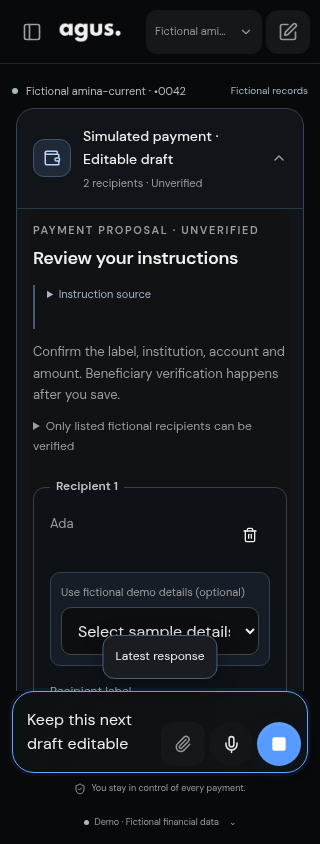 agus.
Fictional ami...
Fictional amina-current · •0042
Fictional records
Simulated payment ·
Editable draft
2 recipients · Unverified
PAYMENT PROPOSAL · UNVERIFIED
Review your instructions
Instruction source
Confirm the label, institution, account and
amount. Beneficiary verification happens
after you save.
Only listed fictional recipients can be
verified
Recipient 1
Ada
Use fictional demo details (optional)
Select sample details
Latest response
Recipient label
Keep this next
draft editable
You stay in control of every payment.
Demo · Fictional financial data